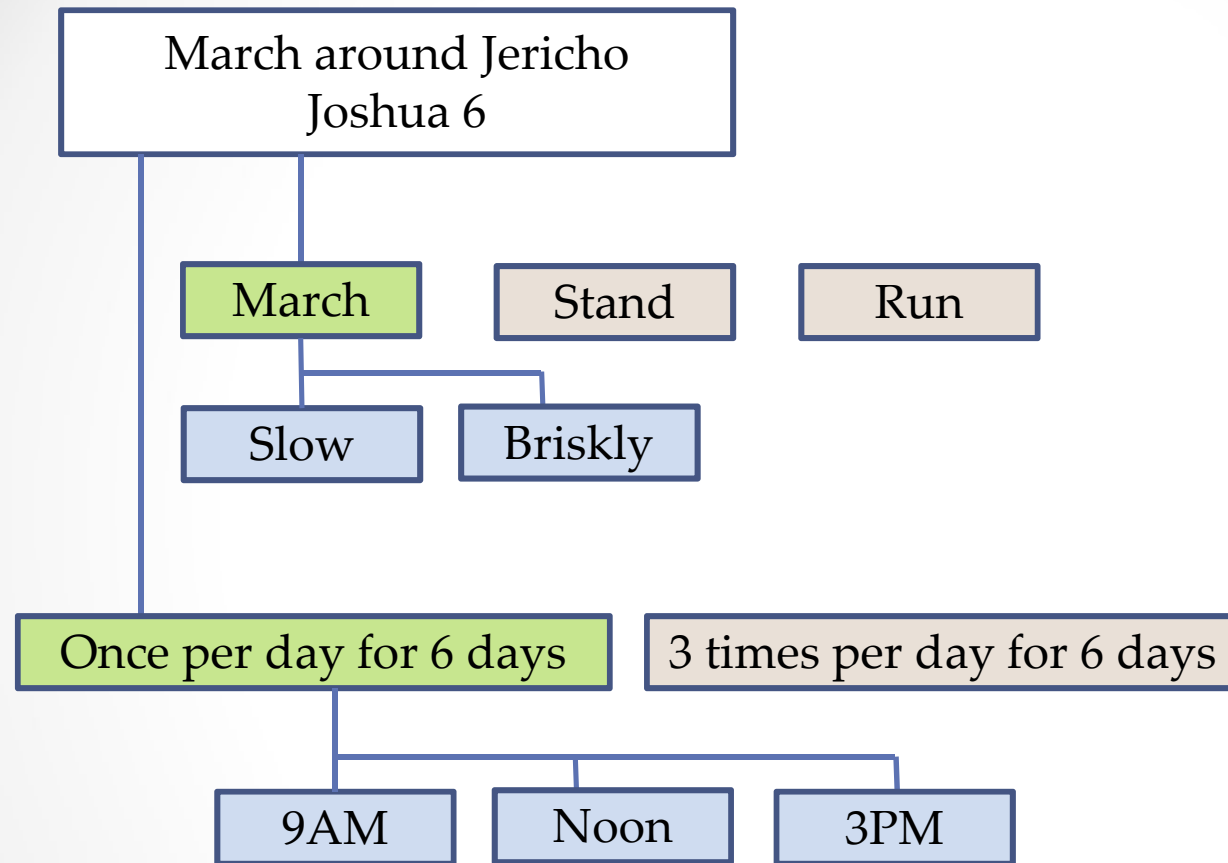 March around Jericho
Joshua 6
March
Stand
Run
Slow
Briskly
Once per day for 6 days
3 times per day for 6 days
9AM
Noon
3PM